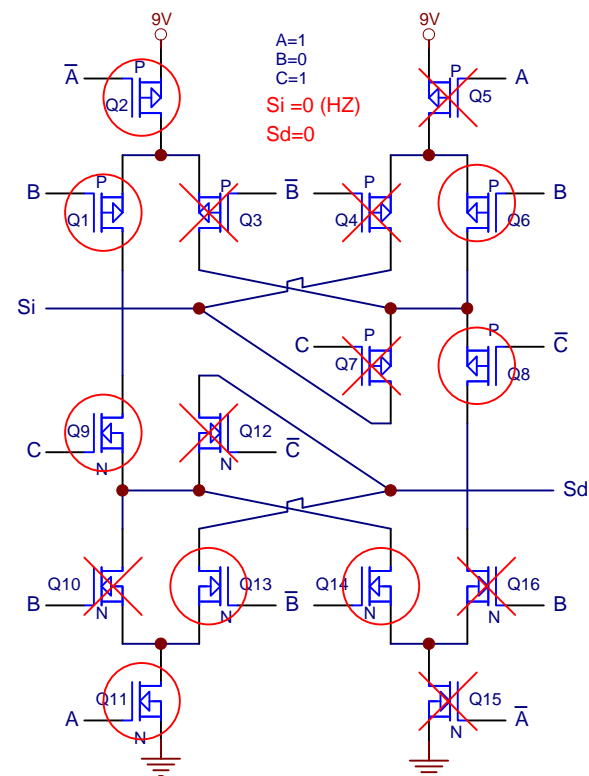 9V
9V
A=1
B=0
C=1
Si =0 (HZ)
Sd=0
A̅
P
Q2
P
A
Q5
B
P
Q1
P
B̅
Q3
P
Q4
P
B
Q6
Si
C
P
Q7
P
C̅
Q8
Q9
C
N
Q12
C̅
N
Sd
Q10
B
N
Q13
B̅
N
Q14
N
Q16
B
N
Q11
A
N
Q15
A̅
N